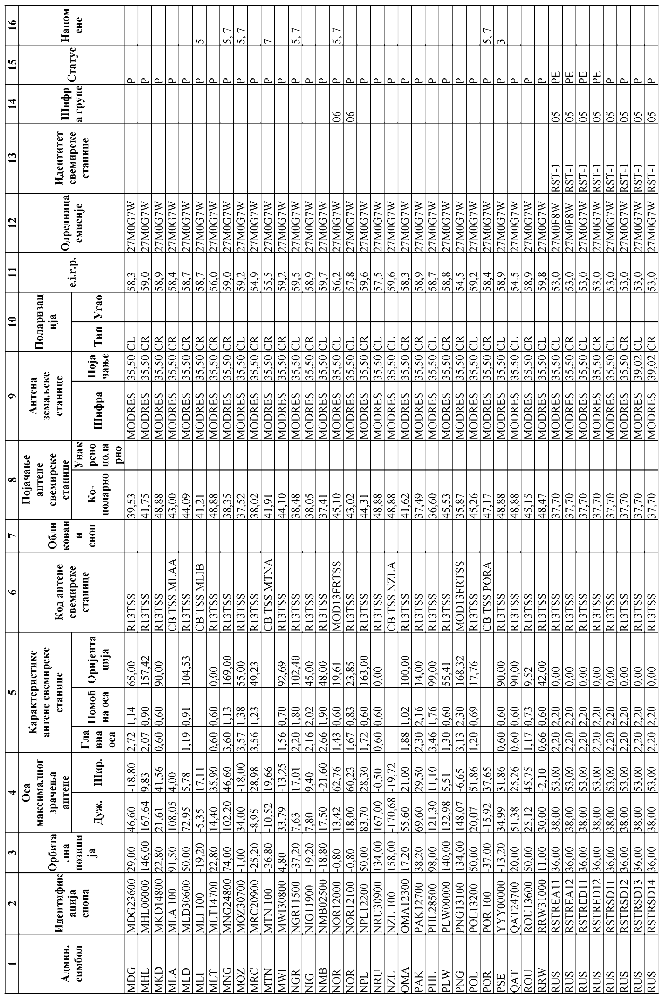 1 2 3 4 5 6 7 8 9 10 11 12 13 14 15 16
Админ. симбол Идентификација снопа Орбитална позиција Оса максималног зрачења антене Карактеристике антене свемирске станице Код антене свемирске станице Обликовани сноп Појачање антене свемирске станице Антена земаљске станице Поларизација e.i.r.p. Одредница емисије Идентитет свемирске станице Шифра групе Статус Напомене
Дуж. Шир. Главна оса Помоћна оса Оријентација Ко-поларно Унакрсно поларно Шифра Појачање Тип Угао
MDG MDG23600 29,00 46,60 -18,80 2,72 1,14 65,00 R13TSS 39,53 MODRES 35,50 CL 58,3 27M0G7W P
MHL MHL00000 146,00 167,64 9,83 2,07 0,90 157,42 R13TSS 41,75 MODRES 35,50 CR 59,0 27M0G7W P
MKD MKD14800 22,80 21,61 41,56 0,60 0,60 90,00 R13TSS 48,88 MODRES 35,50 CR 58,9 27M0G7W P
MLA MLA 100 91,50 108,05 4,00 CB TSS MLAA 43,00 MODRES 35,50 CR 58,4 27M0G7W P
MLD MLD30600 50,00 72,95 5,78 1,19 0,91 104,53 R13TSS 44,09 MODRES 35,50 CR 58,7 27M0G7W P
MLI MLI 100 -19,20 -5,35 17,11 CB TSS MLIB 41,21 MODRES 35,50 CR 58,7 27M0G7W P 5
MLT MLT14700 22,80 14,40 35,90 0,60 0,60 0,00 R13TSS 48,88 MODRES 35,50 CR 56,0 27M0G7W P
MNG MNG24800 74,00 102,20 46,60 3,60 1,13 169,00 R13TSS 38,35 MODRES 35,50 CR 59,0 27M0G7W P 5, 7
MOZ MOZ30700 -1,00 34,00 -18,00 3,57 1,38 55,00 R13TSS 37,52 MODRES 35,50 CL 59,2 27M0G7W P 5, 7
MRC MRC20900 -25,20 -8,95 28,98 3,56 1,23 49,23 R13TSS 38,02 MODRES 35,50 CR 54,9 27M0G7W P
MTN MTN 100 -36,80 -10,52 19,66 CB TSS MTNA 41,91 MODRES 35,50 CR 55,5 27M0G7W P 7
MWI MWI30800 4,80 33,79 -13,25 1,56 0,70 92,69 R13TSS 44,10 MODRES 35,50 CR 59,2 27M0G7W P
NGR NGR11500 -37,20 7,63 17,01 2,20 1,80 102,40 R13TSS 38,48 MODRES 35,50 CL 59,5 27M0G7W P 5, 7
NIG NIG11900 -19,20 7,80 9,40 2,16 2,02 45,00 R13TSS 38,05 MODRES 35,50 CR 58,9 27M0G7W P
NMB NMB02500 -18,80 17,50 -21,60 2,66 1,90 48,00 R13TSS 37,41 MODRES 35,50 CL 59,7 27M0G7W P
NOR NOR12000 -0,80 13,42 62,76 1,43 0,60 19,61 MOD13FRTSS 45,10 MODRES 35,50 CL 56,2 27M0G7W 06 P 5, 7
NOR NOR12100 -0,80 18,00 60,23 1,67 0,83 23,85 R13TSS 43,02 MODRES 35,50 CL 57,8 27M0G7W 06 P
NPL NPL12200 50,00 83,70 28,30 1,72 0,60 163,00 R13TSS 44,31 MODRES 35,50 CR 59,6 27M0G7W P
NRU NRU30900 134,00 167,00 -0,50 0,60 0,60 0,00 R13TSS 48,88 MODRES 35,50 CL 57,5 27M0G7W P
NZL NZL 100 158,00 -170,68 -19,72 CB TSS NZLA 48,88 MODRES 35,50 CL 59,6 27M0G7W P
OMA OMA12300 17,20 55,60 21,00 1,88 1,02 100,00 R13TSS 41,62 MODRES 35,50 CR 58,3 27M0G7W P
PAK PAK12700 38,20 69,60 29,50 2,30 2,16 14,00 R13TSS 37,49 MODRES 35,50 CR 58,9 27M0G7W P
PHL PHL28500 98,00 121,30 11,10 3,46 1,76 99,00 R13TSS 36,60 MODRES 35,50 CL 58,7 27M0G7W P
PLW PLW00000 140,00 132,98 5,51 1,30 0,60 55,41 R13TSS 45,53 MODRES 35,50 CR 58,8 27M0G7W P
PNG PNG13100 134,00 148,07 -6,65 3,13 2,30 168,32 MOD13FRTSS 35,87 MODRES 35,50 CR 54,5 27M0G7W P
POL POL13200 50,00 20,07 51,86 1,20 0,69 17,76 R13TSS 45,26 MODRES 35,50 CL 59,2 27M0G7W P
POR POR 100 -37,00 -15,92 37,65 CB TSS PORA 47,17 MODRES 35,50 CR 58,4 27M0G7W P 5, 7
PSE YYY00000 -13,20 34,99 31,86 0,60 0,60 90,00 R13TSS 48,88 MODRES 35,50 CL 58,9 27M0G7W P 3
QAT QAT24700 20,00 51,38 25,26 0,60 0,60 90,00 R13TSS 48,88 MODRES 35,50 CL 54,5 27M0G7W P
ROU ROU13600 50,00 25,12 45,75 1,17 0,73 9,52 R13TSS 45,15 MODRES 35,50 CR 58,9 27M0G7W P
RRW RRW31000 11,00 30,00 -2,10 0,66 0,60 42,00 R13TSS 48,47 MODRES 35,50 CL 59,8 27M0G7W P
RUS RSTREA11 36,00 38,00 53,00 2,20 2,20 0,00 R13TSS 37,70 MODRES 35,50 CL 53,0 27M0F8W RST-1 05 PE
RUS RSTREA12 36,00 38,00 53,00 2,20 2,20 0,00 R13TSS 37,70 MODRES 35,50 CR 53,0 27M0F8W RST-1 05 PE
RUS RSTRED11 36,00 38,00 53,00 2,20 2,20 0,00 R13TSS 37,70 MODRES 35,50 CL 53,0 27M0G7W RST-1 05 PE
RUS RSTRED12 36,00 38,00 53,00 2,20 2,20 0,00 R13TSS 37,70 MODRES 35,50 CR 53,0 27M0G7W RST-1 05 PE
RUS RSTRSD11 36,00 38,00 53,00 2,20 2,20 0,00 R13TSS 37,70 MODRES 35,50 CL 53,0 27M0G7W RST-1 05 P
RUS RSTRSD12 36,00 38,00 53,00 2,20 2,20 0,00 R13TSS 37,70 MODRES 35,50 CR 53,0 27M0G7W RST-1 05 P
RUS RSTRSD13 36,00 38,00 53,00 2,20 2,20 0,00 R13TSS 37,70 MODRES 39,02 CL 53,0 27M0G7W RST-1 05 P
RUS RSTRSD14 36,00 38,00 53,00 2,20 2,20 0,00 R13TSS 37,70 MODRES 39,02 CR 53,0 27M0G7W RST-1 05 P